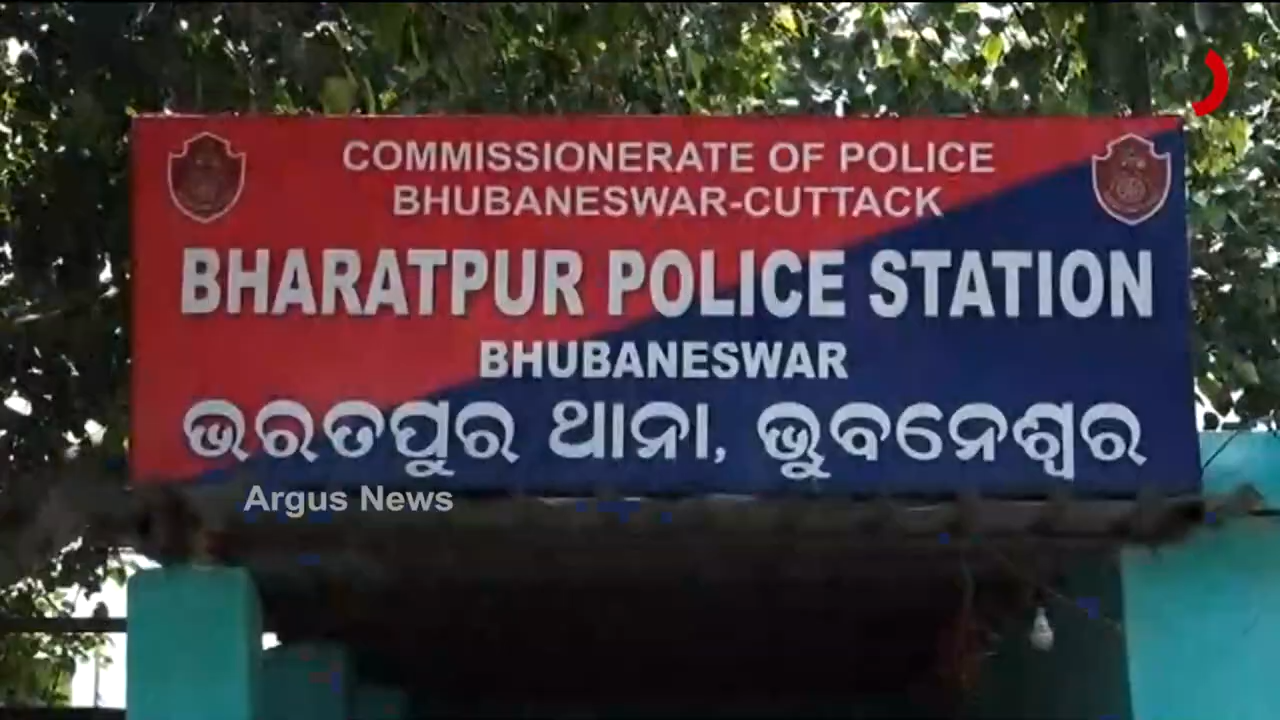 COMMISSIONERATE OF POLICE
BHUBANESWAR-CUTTACK
BHARATPUR POLICE STATION
BHUBANESWAR
ଭରତପୁର ଥାନା, ଭୁବନେଶ୍ୱର
Argus News